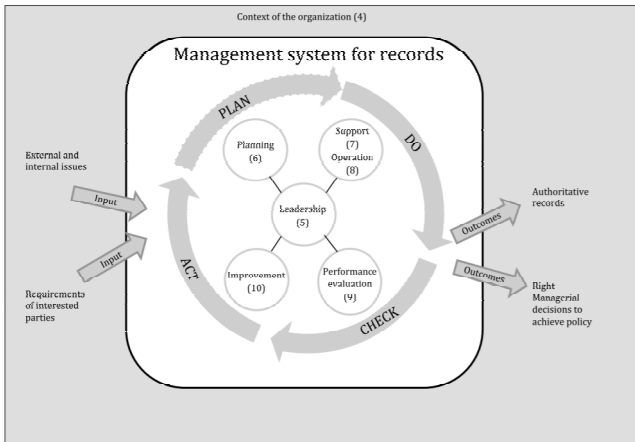 Context of the organization (4)
Management system for records
PLAN
DO
Support
(7)
Operation
(8)
Planning
(6)
External and
internal issues
Input
Leadership
(5)
Authoritative
records
Outcomes
Input
ACT
Improvement
(10)
Performance
evaluation
(9)
Outcomes
Requirements
of interested
parties
Right
Managerial
decisions to
achieve policy
CHECK